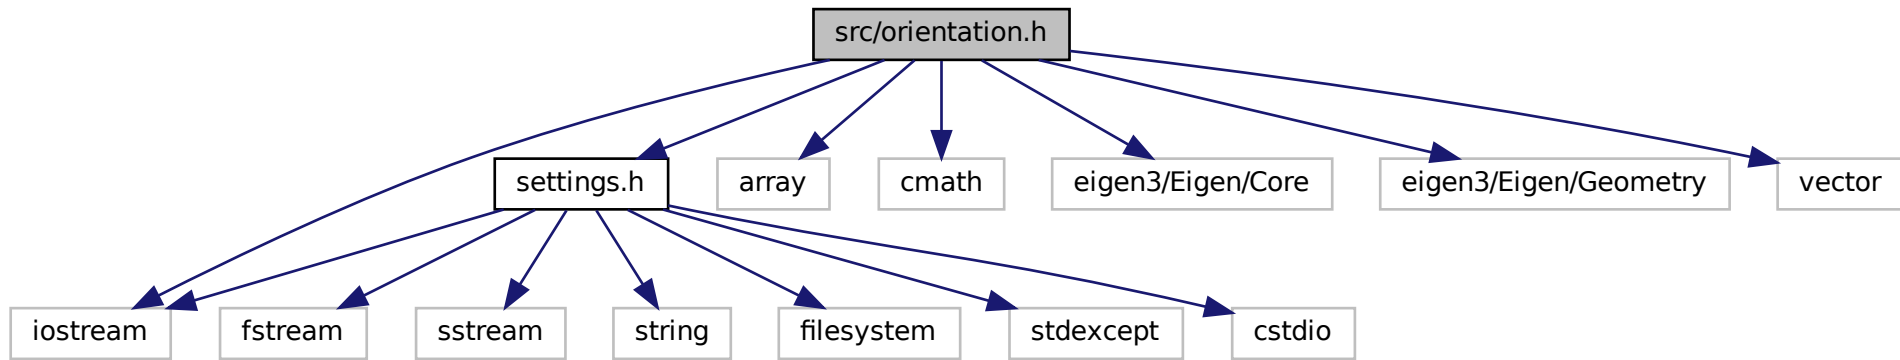 src/orientation.h
settings.h
array
cmath
eigen3/Eigen/Core
eigen3/Eigen/Geometry
vector
iostream
fstream
sstream
string
filesystem
stdexcept
cstdio